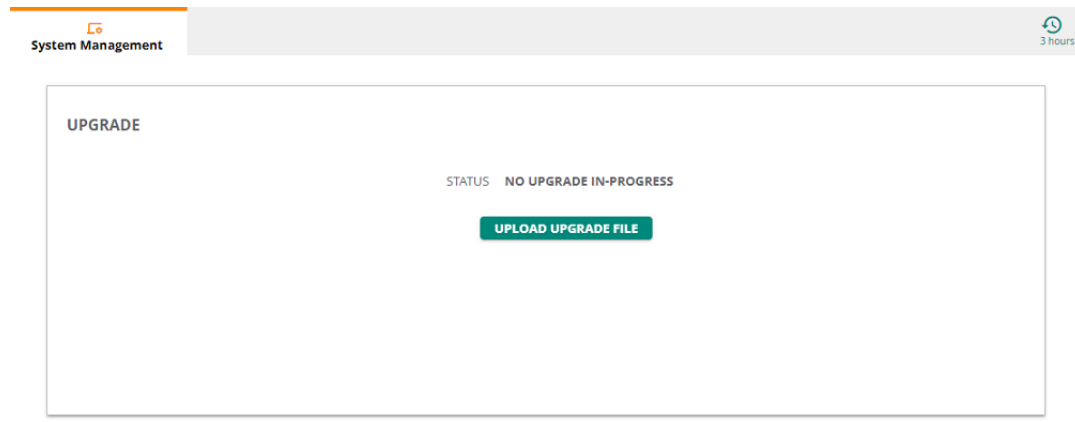 System Management
3 hours
UPGRADE
STATUS NO UPGRADE IN-PROGRESS
UPLOAD UPGRADE FILE